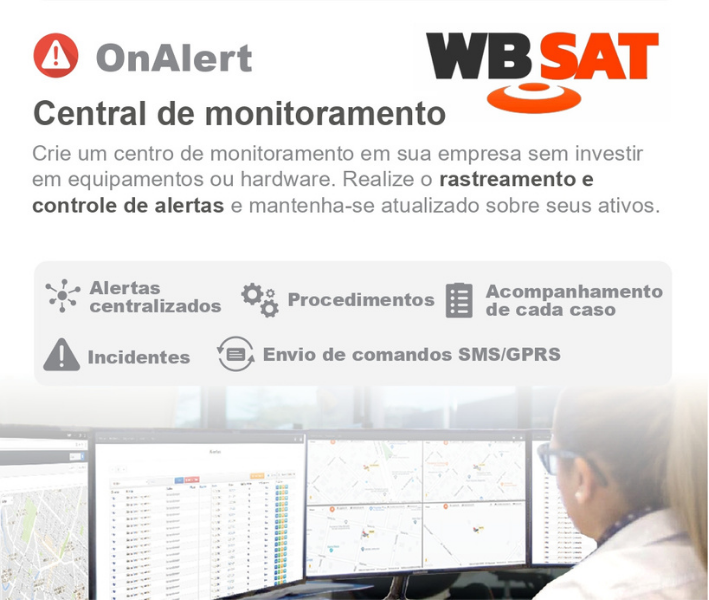 OnAlert
WB SAT
Central de monitoramento
Crie um centro de monitoramento em sua empresa sem investir
em equipamentos ou hardware. Realize o rastreamento e
controle de alertas e mantenha-se atualizado sobre seus ativos.
Alertas
centralizados
Procedimentos
Acompanhamento
de cada caso
Incidentes
Envio de comandos SMS/GPRS